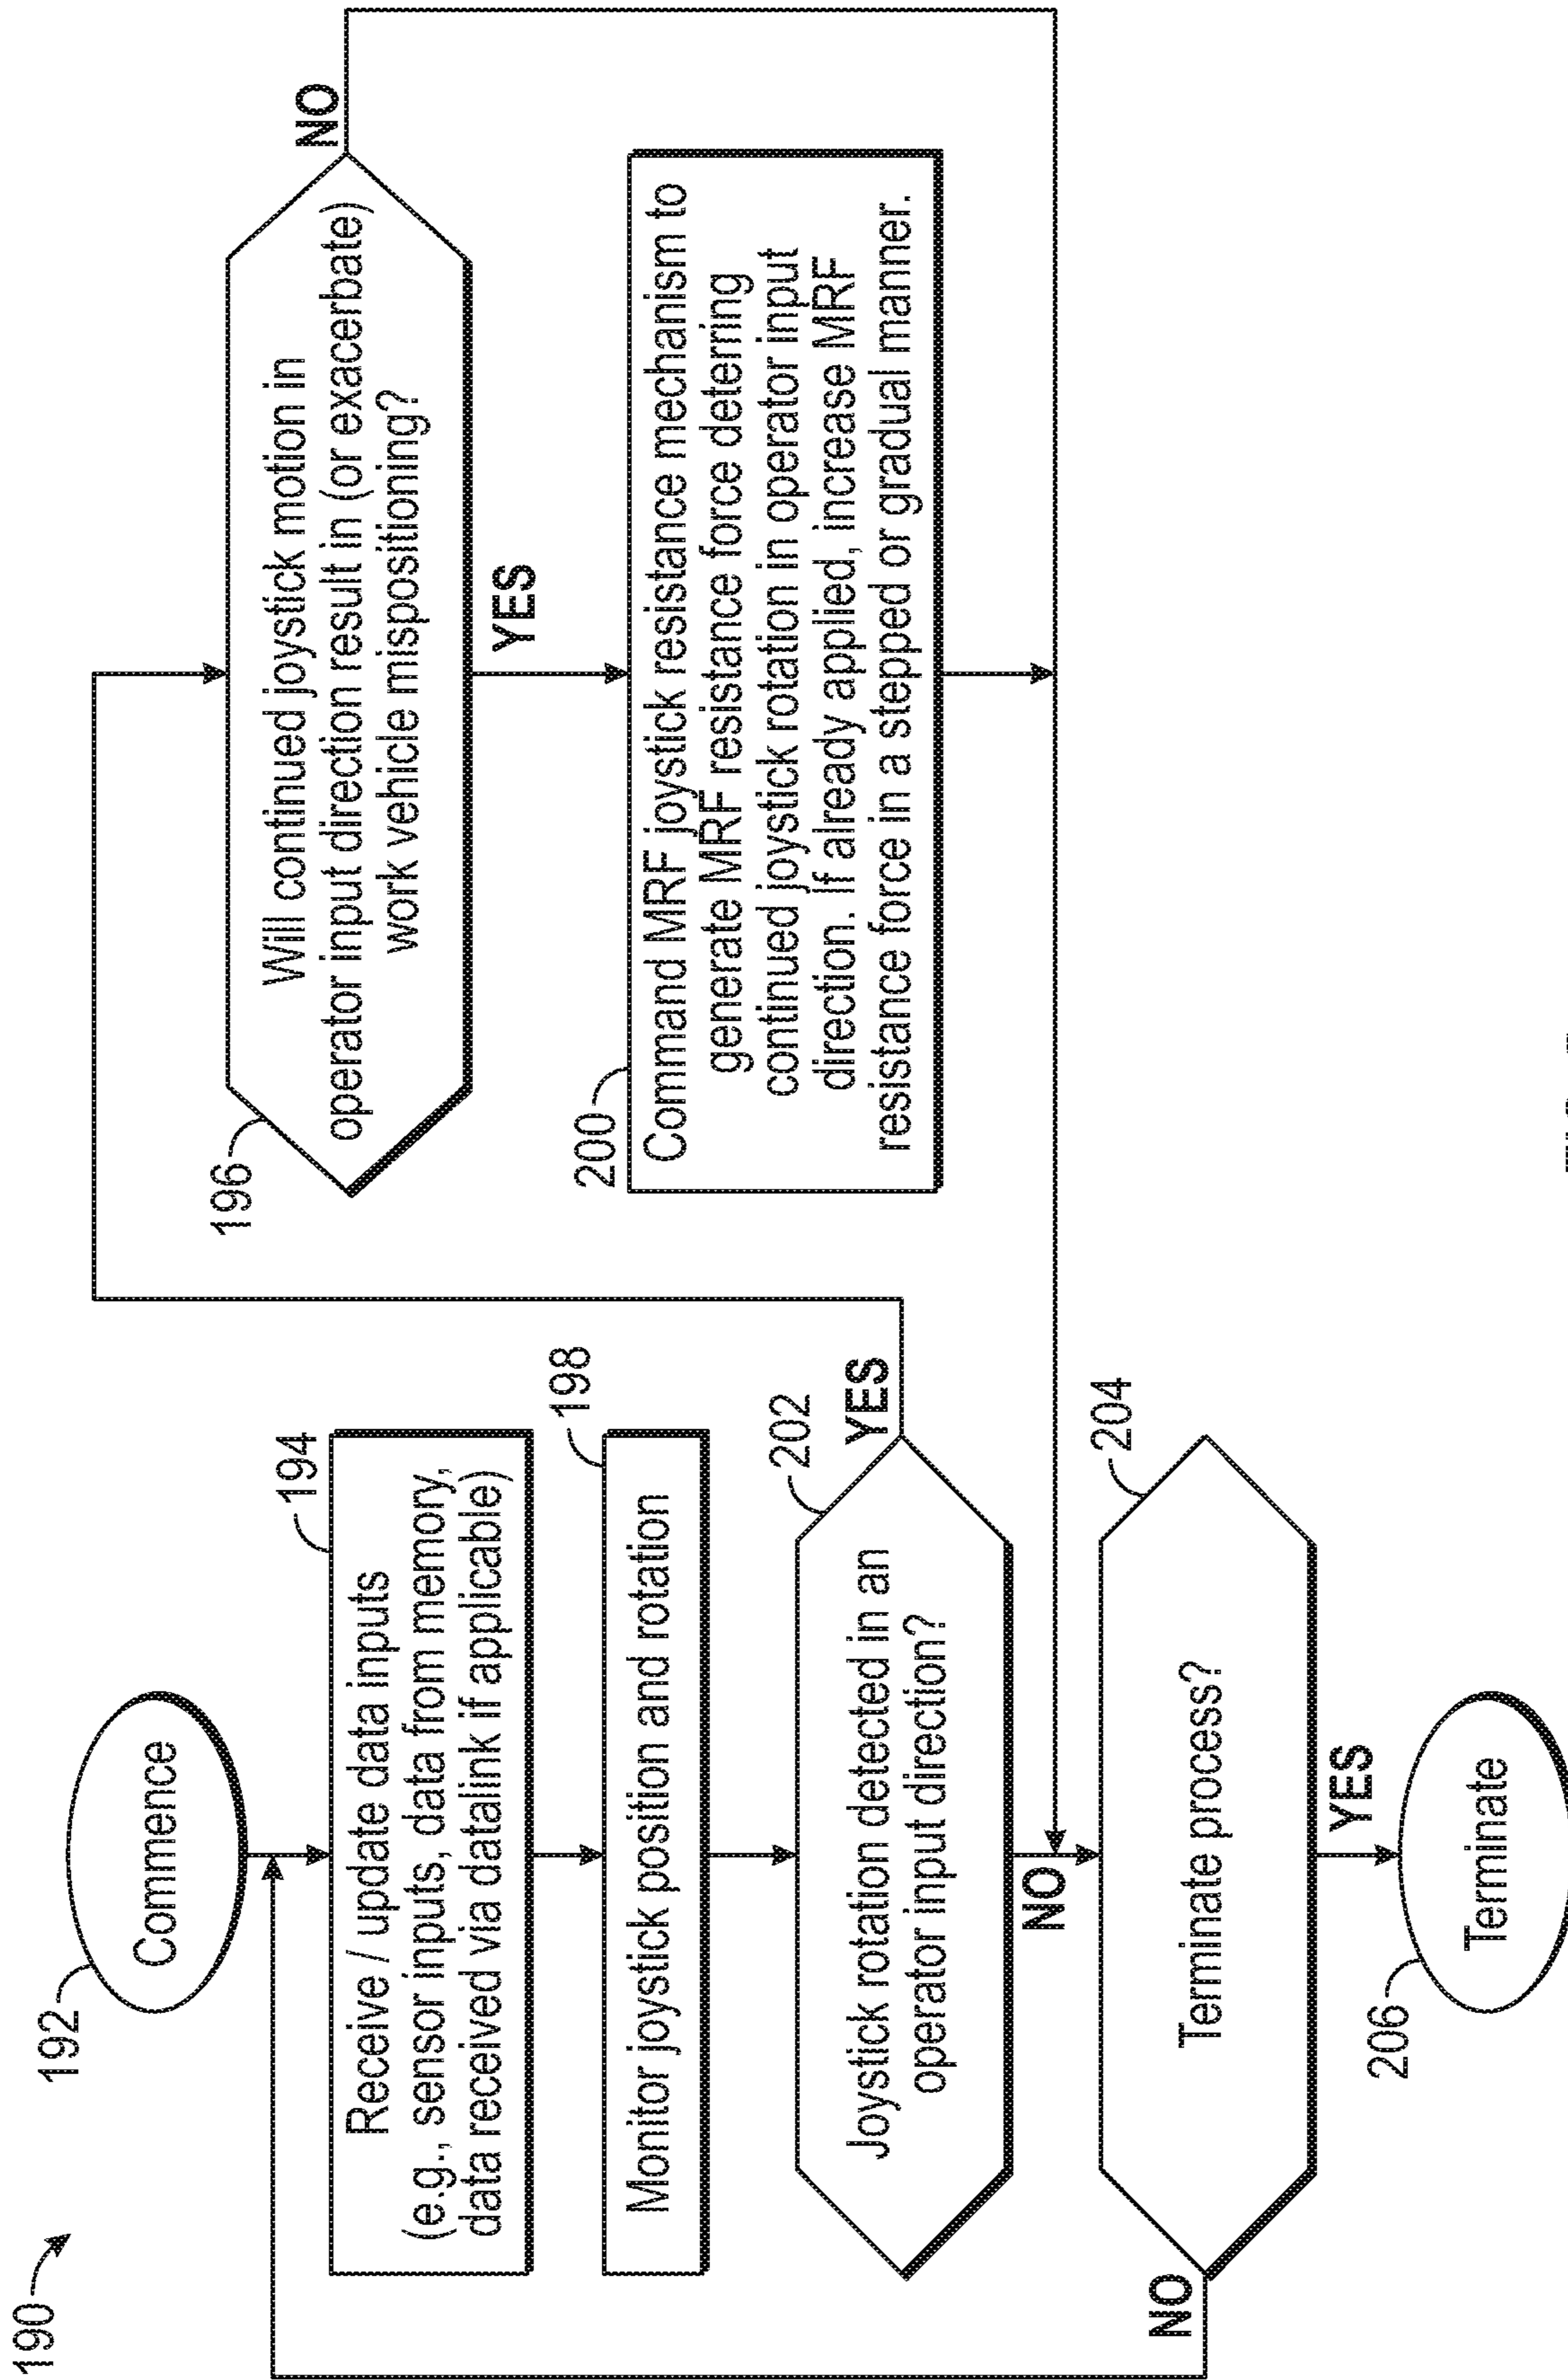 190
192
Commence
194
Receive / update data inputs
(e.g., sensor inputs, data from memory,
data received via datalink if applicable)
198
Monitor joystick position and rotation
202
Joystick rotation detected in an
operator input direction?
YES
NO
204
Terminate process?
NO
YES
206
Terminate
196
Will continued joystick motion in
operator input direction result in (or exacerbate)
work vehicle mispositioning?
NO
YES
200
Command MRF joystick resistance mechanism to
generate MRF resistance force deterring
continued joystick rotation in operator input
direction. If already applied, increase MRF
resistance force in a stepped or gradual manner.